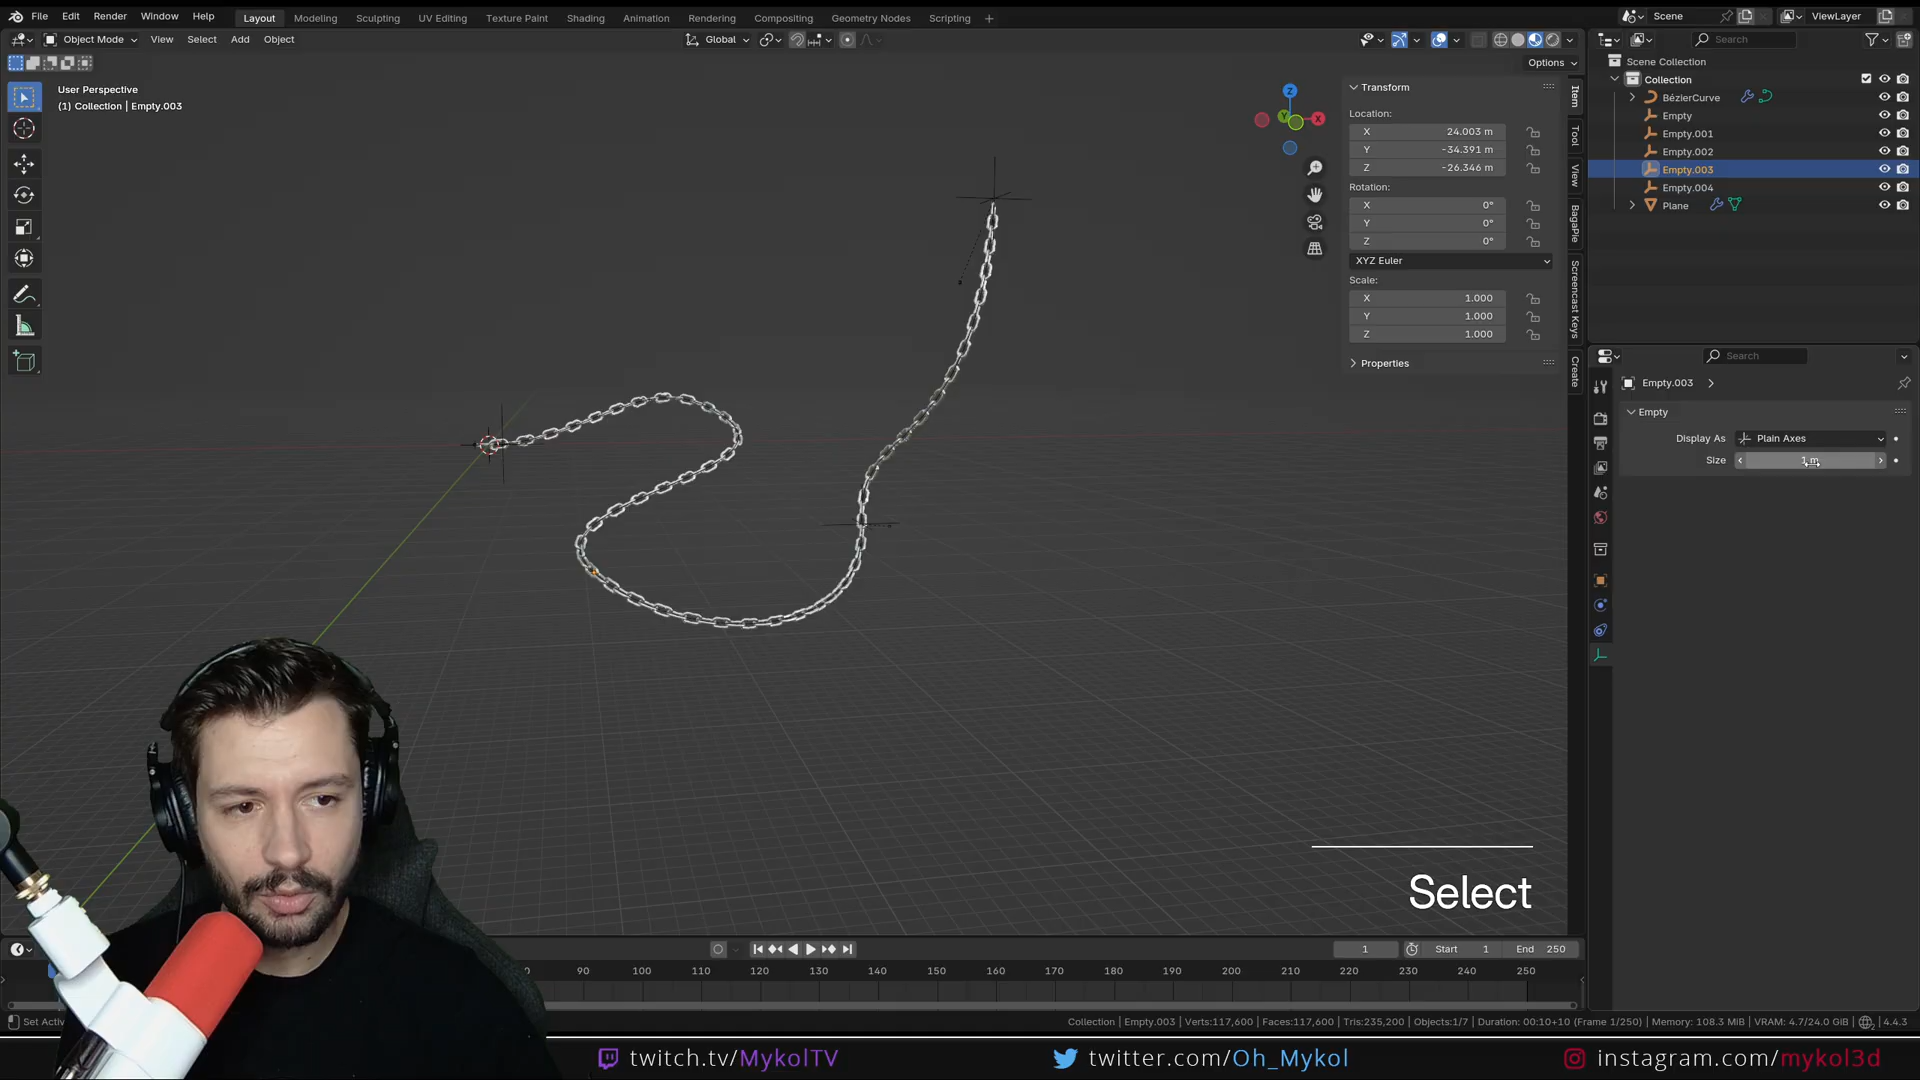 File Edit Render Window Help
Layout Modeling Sculpting UV Editing Texture Paint Shading Animation Rendering Compositing Geometry Nodes Scripting +
Scene ViewLayer
Object Mode View Select Add Object
Global
Search
Options
User Perspective
(1) Collection | Empty.003
Z
Y
X
Transform
Location:
X 24.003 m
Y -34.391 m
Z -26.346 m
Rotation:
X 0°
Y 0°
Z 0°
XYZ Euler
Scale:
X 1.000
Y 1.000
Z 1.000
Properties
Item
Tool
View
BagaPie
Screencast Keys
Create
Scene Collection
Collection
BézierCurve
Empty
Empty.001
Empty.002
Empty.003
Empty.004
Plane
Search
Empty.003
Empty
Display As Plain Axes
Size 1 m
Select
1 Start 1 End 250
90 100 110 120 130 140 150 160 170 180 190 200 210 220 230 240 250
Collection | Empty.003 | Verts:117,600 | Faces:117,600 | Tris:235,200 | Objects:1/7 | Duration: 00:10+10 (Frame 1/250) | Memory: 108.3 MiB | VRAM: 4.7/24.0 GiB | 4.4.3
twitch.tv/MykolTV twitter.com/Oh_Mykol instagram.com/mykol3d